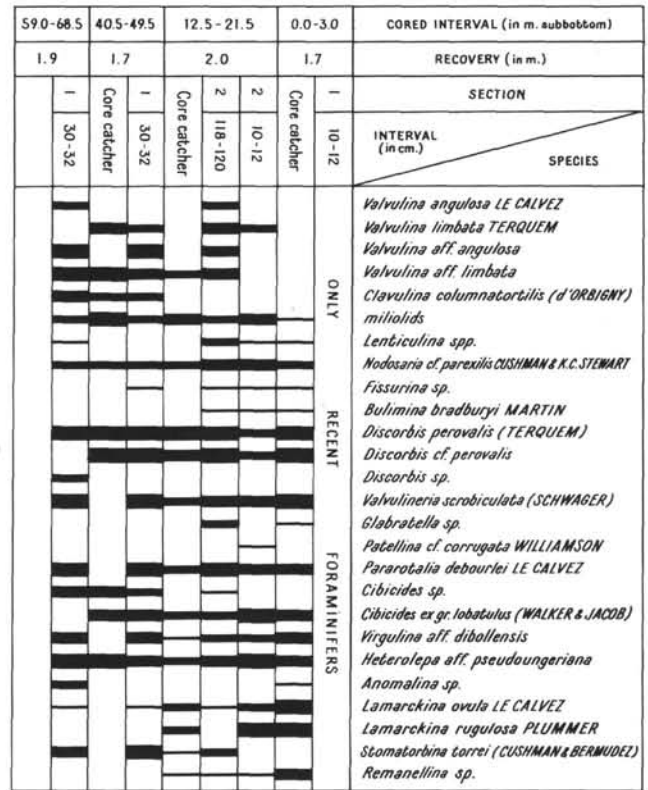 59.0-68.5 40.5-49.5 12.5-21.5 0.0-3.0 CORED INTERVAL (in m. subbottom)
1.9 1.7 2.0 1.7 RECOVERY (in m.)
1 Core catcher 1 Core catcher 2 2 Core catcher 1 SECTION
30-32 30-32 118-120 10-12 10-12 INTERVAL (in cm.) SPECIES
ONLY RECENT FORAMINIFERS
Valvulina angulosa LE CALVEZ
Valvulina limbata TERQUEM
Valvulina aff. angulosa
Valvulina aff. limbata
Clavulina columnatortilis (d'ORBIGNY)
miliolids
Lenticulina spp.
Nodosaria cf. parexilis CUSHMAN & K.C. STEWART
Fissurina sp.
Bulimina bradburyi MARTIN
Discorbis perovalis (TERQUEM)
Discorbis cf. perovalis
Discorbis sp.
Valvulineria scrobiculata (SCHWAGER)
Glabratella sp.
Patellina cf. corrugata WILLIAMSON
Pararotalia debourlei LE CALVEZ
Cibicides sp.
Cibicides ex gr. lobatulus (WALKER & JACOB)
Virgulina aff. dibollensis
Heterolepa aff. pseudoungeriana
Anomalina sp.
Lamarckina ovula LE CALVEZ
Lamarckina rugulosa PLUMMER
Stomatorbina torrei (CUSHMAN & BERMUDEZ)
Remanellina sp.